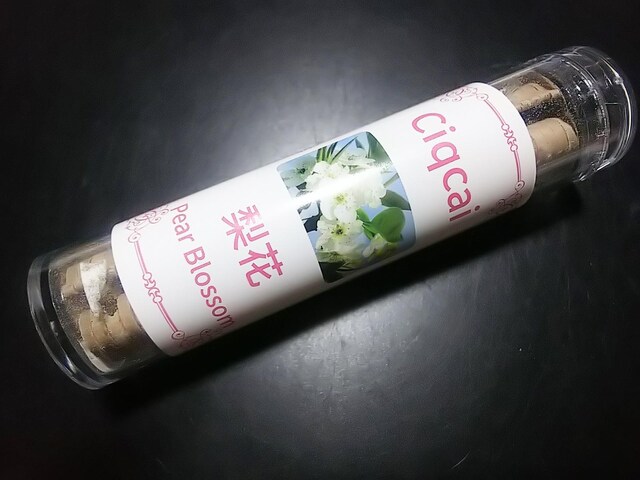 Ciqcai
梨花
Pear Blossom